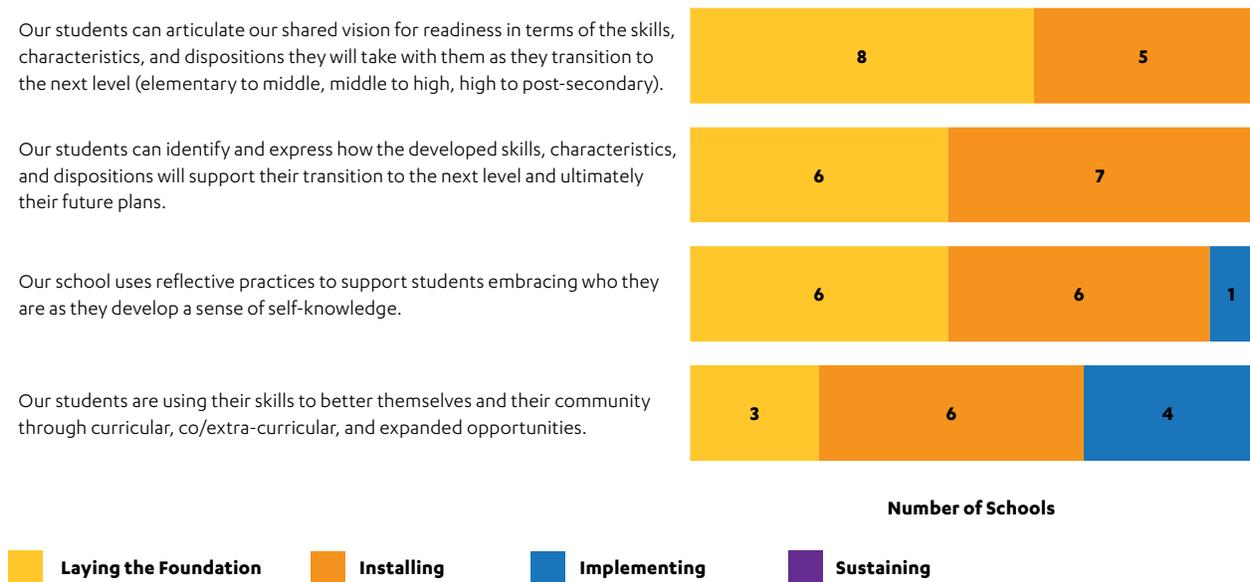 Our students can articulate our shared vision for readiness in terms of the skills,
characteristics, and dispositions they will take with them as they transition to
the next level (elementary to middle, middle to high, high to post-secondary).
8
5
Our students can identify and express how the developed skills, characteristics,
and dispositions will support their transition to the next level and ultimately
their future plans.
6
7
Our school uses reflective practices to support students embracing who they
are as they develop a sense of self-knowledge.
6
6
1
Our students are using their skills to better themselves and their community
through curricular, co/extra-curricular, and expanded opportunities.
3
6
4
Number of Schools
Laying the Foundation
Installing
Implementing
Sustaining